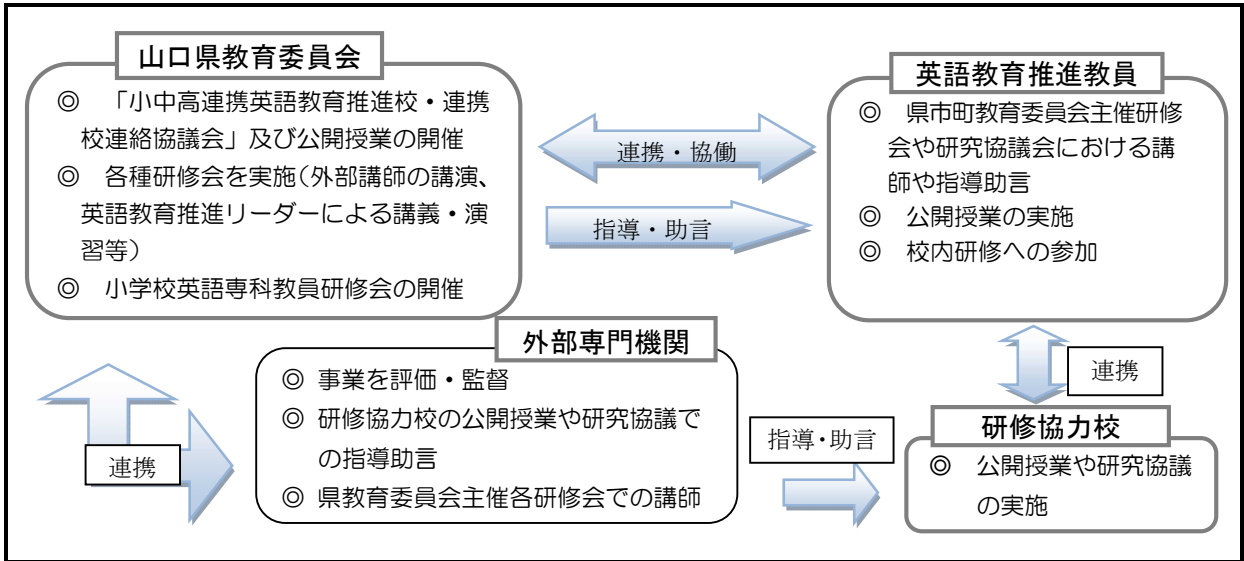 山口県教育委員会
◎ 「小中高連携英語教育推進校・連携
校連絡協議会」及び公開授業の開催
◎ 各種研修会を実施(外部講師の講演、
英語教育推進リーダーによる講義・演
習等)
◎ 小学校英語専科教員研修会の開催
連携・協働
指導・助言
英語教育推進教員
◎ 県市町教育委員会主催研修
会や研究協議会における講
師や指導助言
◎ 公開授業の実施
◎ 校内研修への参加
連携
外部専門機関
◎ 事業を評価・監督
◎ 研修協力校の公開授業や研究協議で
の指導助言
◎ 県教育委員会主催各研修会での講師
指導・助言
連携
研修協力校
◎ 公開授業や研究協議
の実施